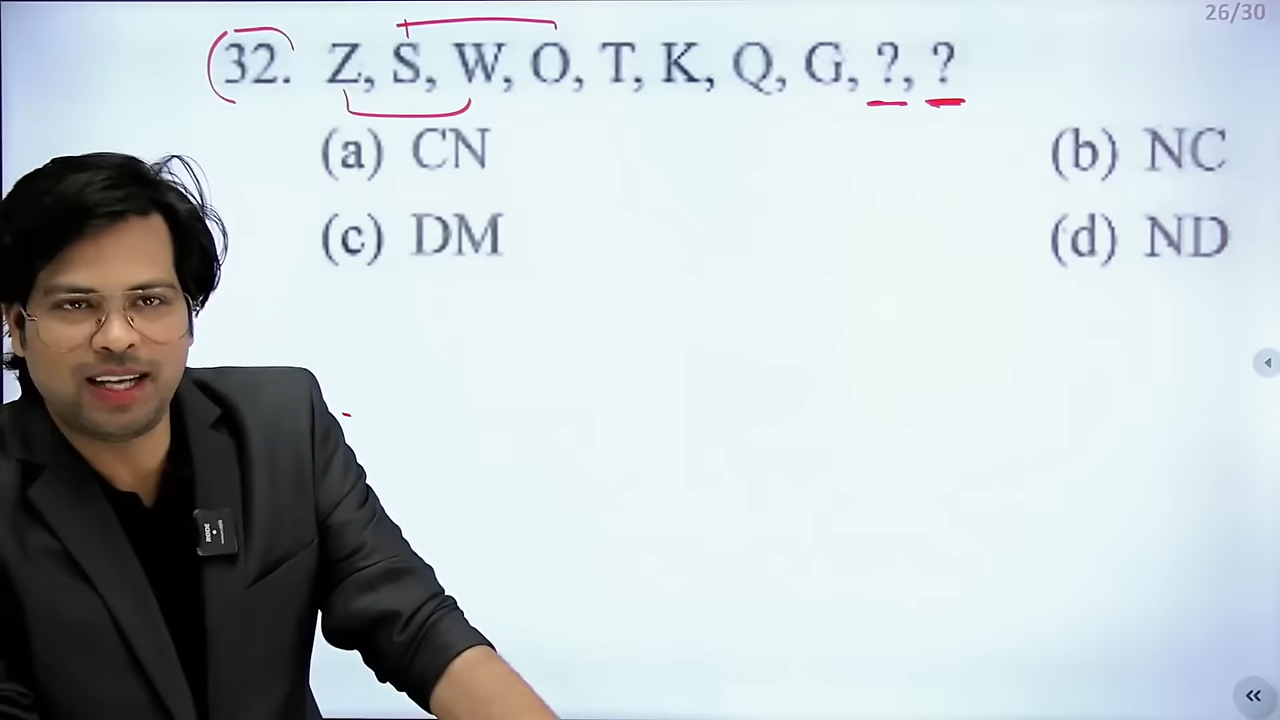 26/30
32. Z, S, W, O, T, K, Q, G, ?, ?
(a) CN
(b) NC
(c) DM
(d) ND